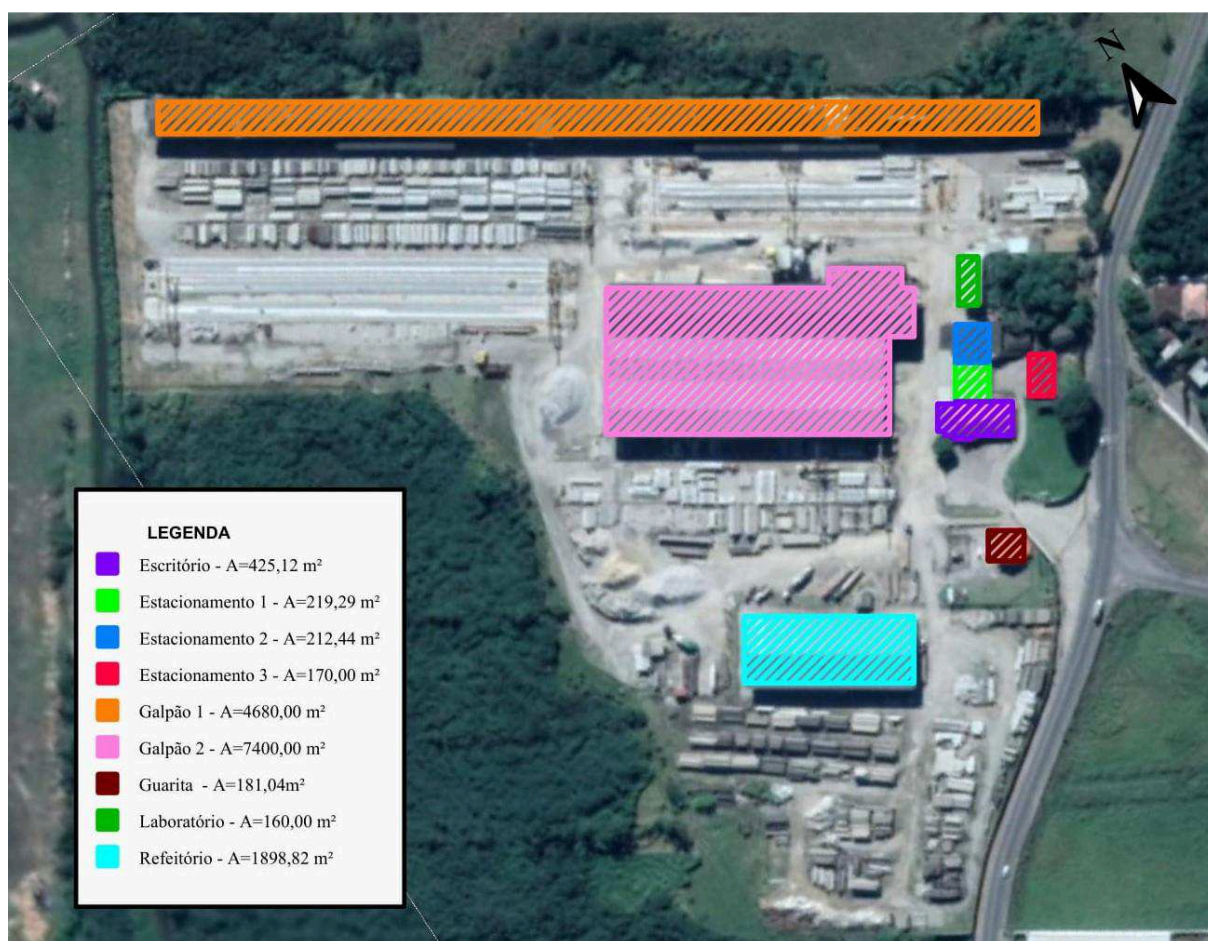 N
LEGENDA
Escritório - A=425,12 m²
Estacionamento 1 - A=219,29 m²
Estacionamento 2 - A=212,44 m²
Estacionamento 3 - A=170,00 m²
Galpão 1 - A=4680,00 m²
Galpão 2 - A=7400,00 m²
Guarita - A=181,04m²
Laboratório - A=160,00 m²
Refeitório - A=1898,82 m²